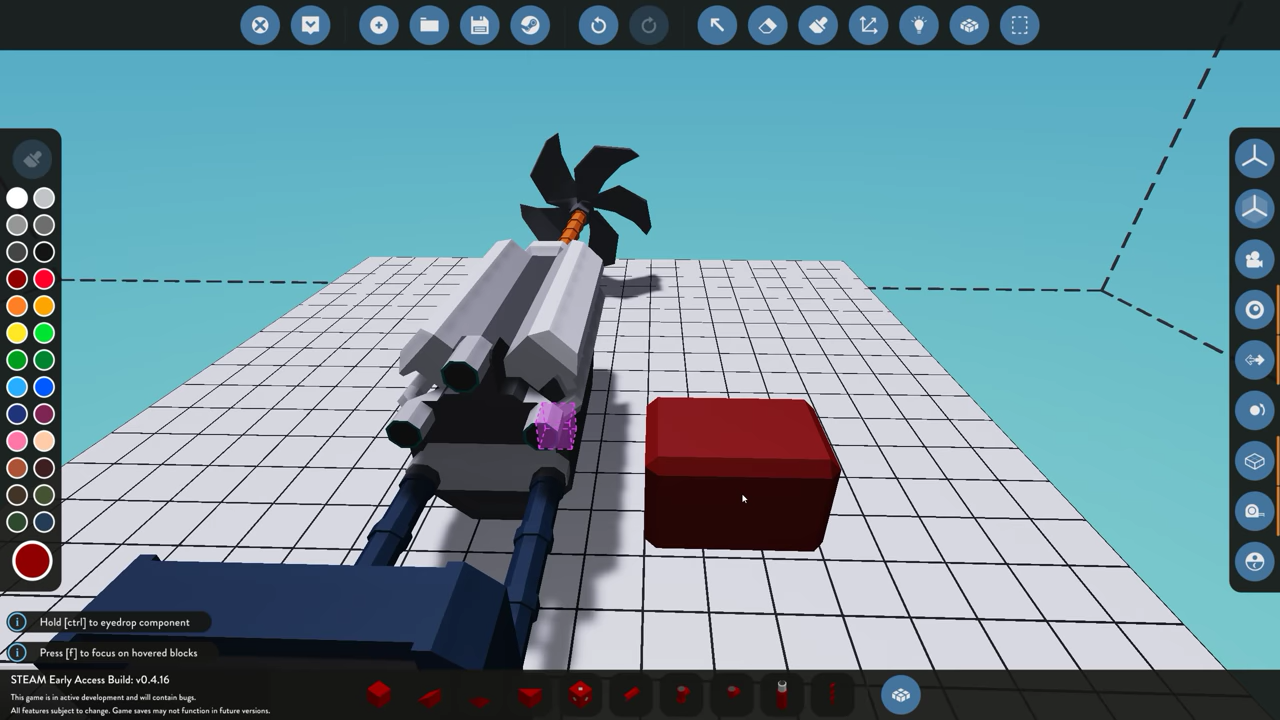 Hold [ctrl] to eyedrop component
Press [f] to focus on hovered blocks
STEAM Early Access Build: v0.4.16
This game is in active development and will contain bugs.
All features subject to change. Game saves may not function in future versions.